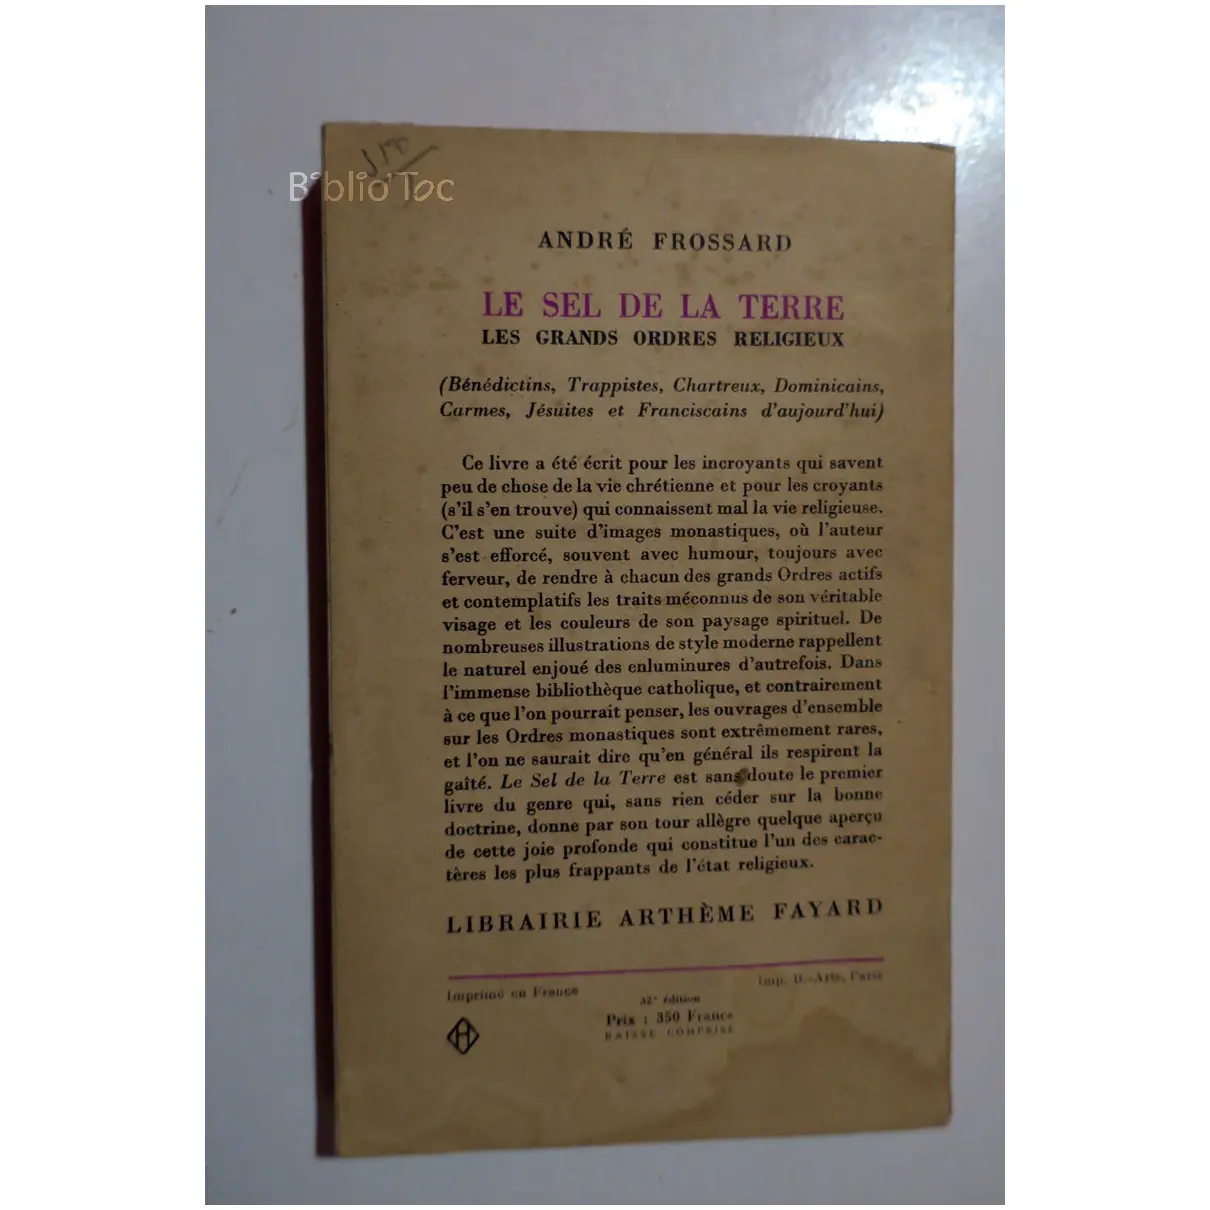 350
Biblio Toc
ANDRÉ FROSSARD
LE SEL DE LA TERRE
LES GRANDS ORDRES RELIGIEUX
(Bénédictins, Trappistes, Chartreux, Dominicains,
Carmes, Jésuites et Franciscains d'aujourd'hui)
Ce livre a été écrit pour les incroyants qui savent
peu de chose de la vie chrétienne et pour les croyants
(s'il s'en trouve) qui connaissent mal la vie religieuse.
C'est une suite d'images monastiques, où l'auteur
s'est efforcé, souvent avec humour, toujours avec
ferveur, de rendre à chacun des grands Ordres actifs
et contemplatifs les traits méconnus de son véritable
visage et les couleurs de son paysage spirituel. De
nombreuses illustrations de style moderne rappellent
le naturel enjoué des enluminures d'autrefois. Dans
l'immense bibliothèque catholique, et contrairement
à ce que l'on pourrait penser, les ouvrages d'ensemble
sur les Ordres monastiques sont extrêmement rares,
et l'on ne saurait dire qu'en général ils respirent la
gaîté. Le Sel de la Terre est sans doute le premier
livre du genre qui, sans rien céder sur la bonne
doctrine, donne par son tour allègre quelque aperçu
de cette joie profonde qui constitue l'un des carac-
tères les plus frappants de l'état religieux.
LIBRAIRIE ARTHÈME FAYARD
Imprimé en France
Imp. D.-Arts, Paris
32e édition
Prix : 350 Francs
BAISSE COMPRISE